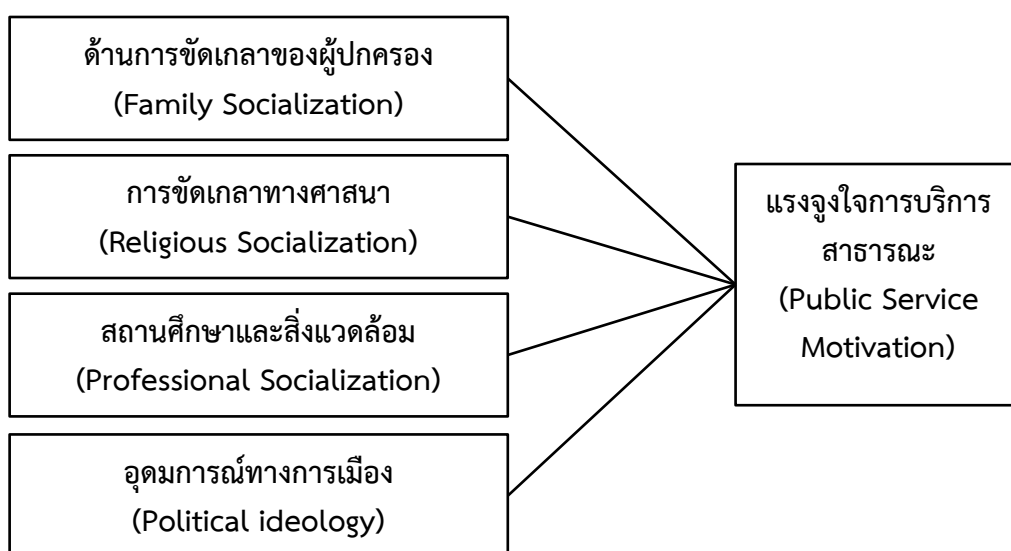 ด้านการขัดเกลาของผู้ปกครอง
(Family Socialization)
การขัดเกลาทางศาสนา
(Religious Socialization)
สถานศึกษาและสิ่งแวดล้อม
(Professional Socialization)
อุดมการณ์ทางการเมือง
(Political ideology)
แรงจูงใจการบริการ
สาธารณะ
(Public Service
Motivation)